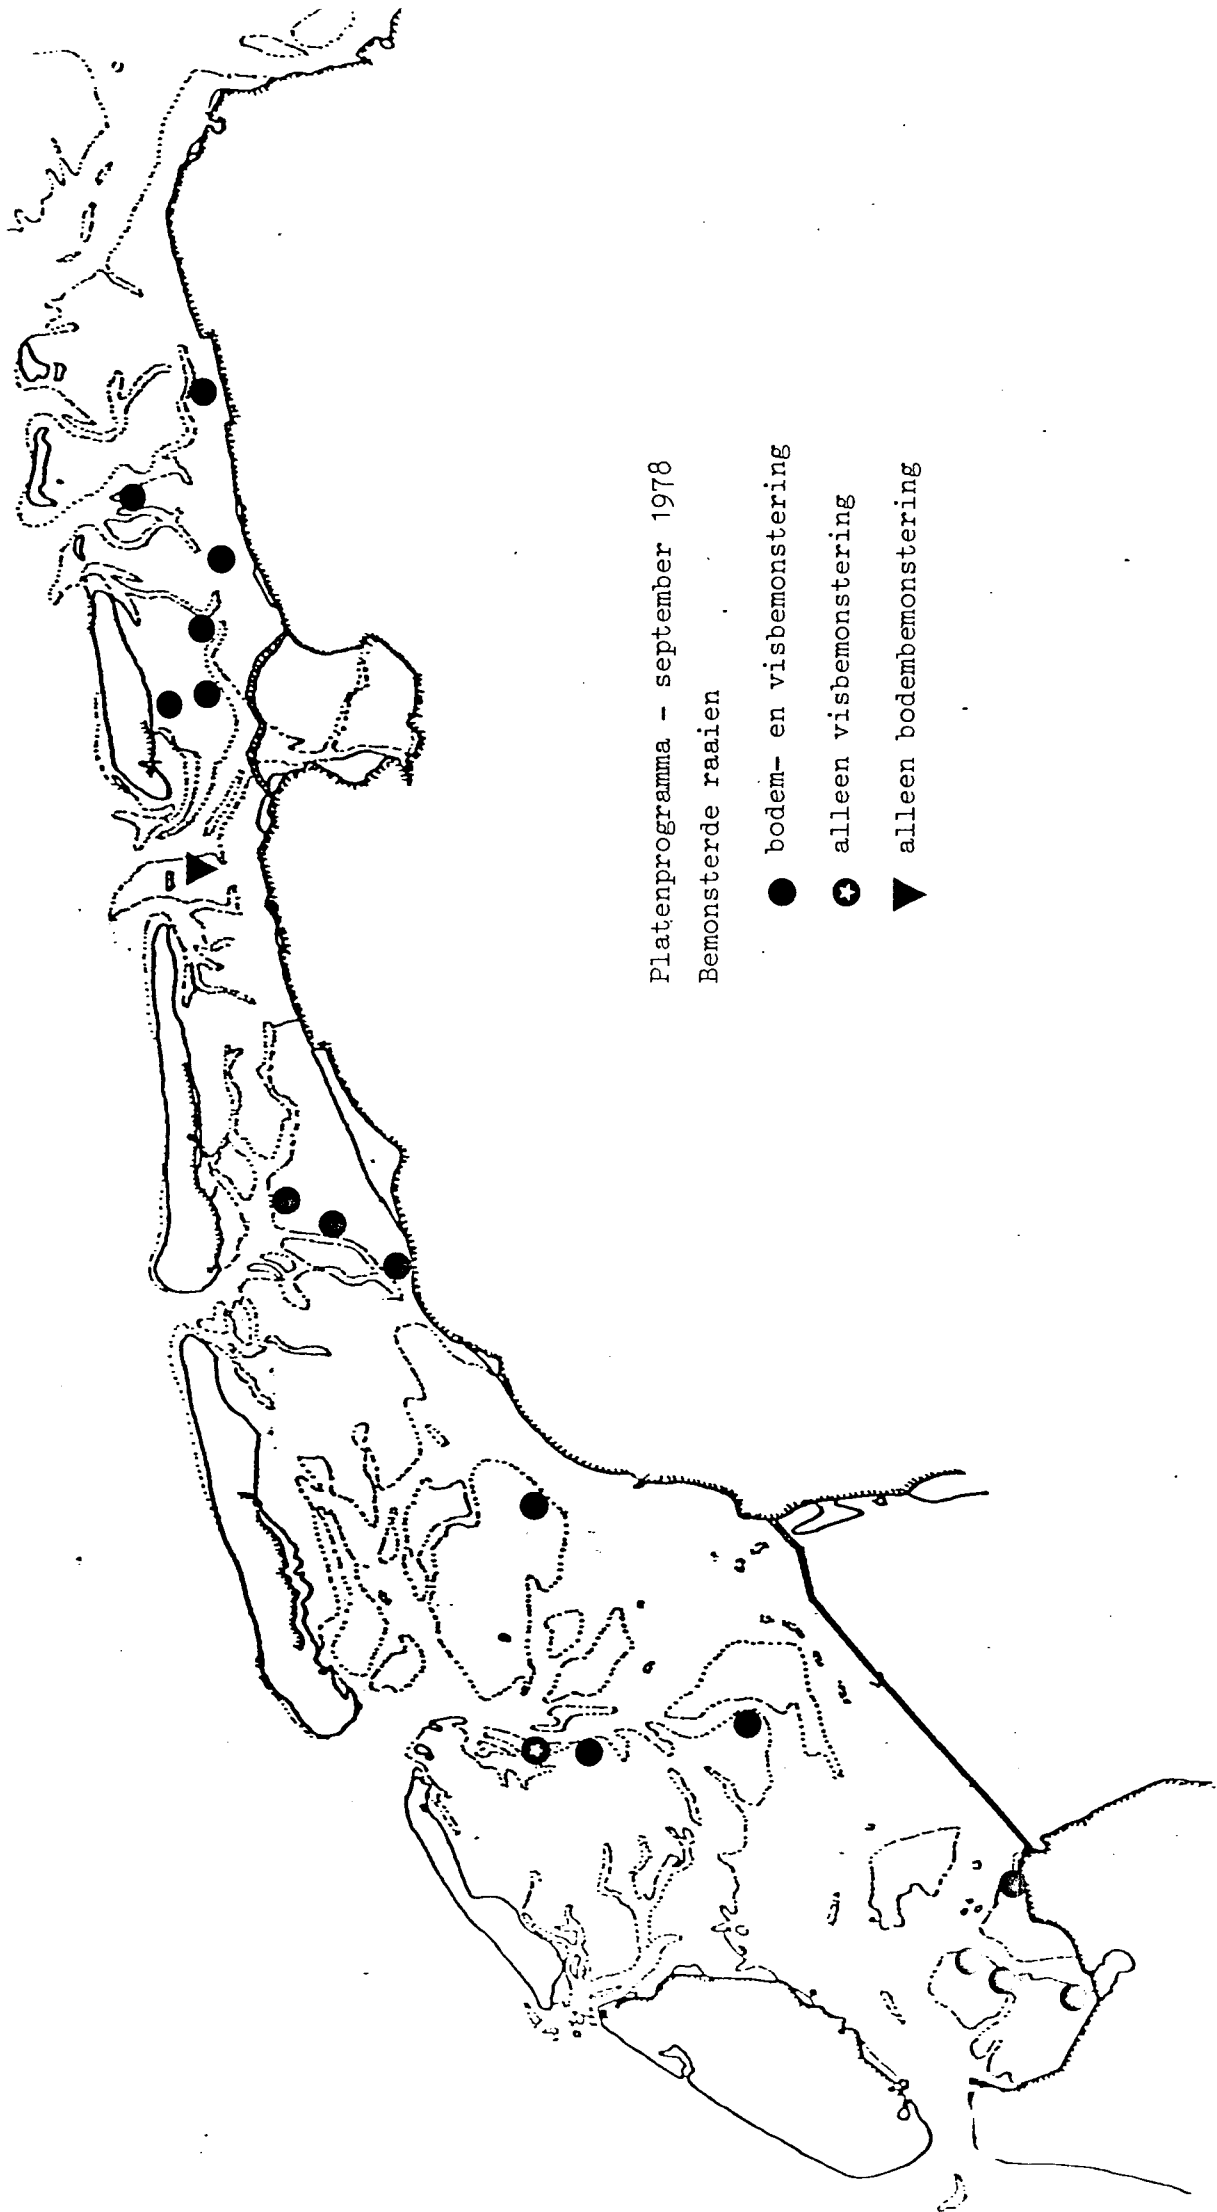 Platenprogramma - september 1978
Bemonsterde raaien
bodem- en visbemonstering
alleen visbemonstering
alleen bodembemonstering